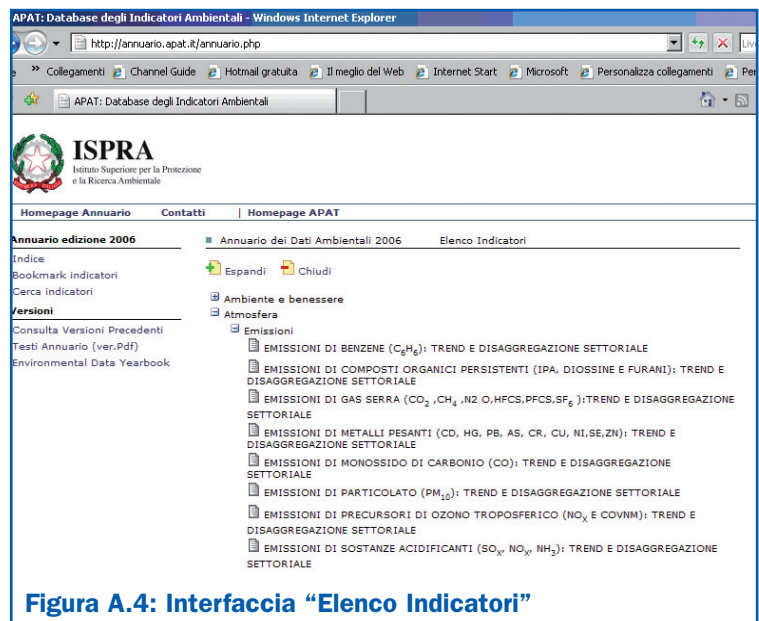 APAT: Database degli Indicatori Ambientali - Windows Internet Explorer
http://annuario.apat.it/annuario.php
Live
» Collegamenti Channel Guide Hotmail gratuita Il meglio del Web Internet Start Microsoft Personalizza collegamenti Per
APAT: Database degli Indicatori Ambientali
ISPRA
Istituto Superiore per la Protezione
e la Ricerca Ambientale
Homepage Annuario Contatti | Homepage APAT
Annuario edizione 2006
Indice
Bookmark indicatori
Cerca indicatori
Versioni
Consulta Versioni Precedenti
Testi Annuario (ver.Pdf)
Environmental Data Yearbook
Annuario dei Dati Ambientali 2006 Elenco Indicatori
Espandi Chiudi
Ambiente e benessere
Atmosfera
Emissioni
EMISSIONI DI BENZENE (C₆H₆): TREND E DISAGGREGAZIONE SETTORIALE
EMISSIONI DI COMPOSTI ORGANICI PERSISTENTI (IPA, DIOSSINE E FURANI): TREND E
DISAGGREGAZIONE SETTORIALE
EMISSIONI DI GAS SERRA (CO₂ ,CH₄ ,N2 O,HFCS,PFCS,SF₆ ):TREND E DISAGGREGAZIONE
SETTORIALE
EMISSIONI DI METALLI PESANTI (CD, HG, PB, AS, CR, CU, NI,SE,ZN): TREND E
DISAGGREGAZIONE SETTORIALE
EMISSIONI DI MONOSSIDO DI CARBONIO (CO): TREND E DISAGGREGAZIONE
SETTORIALE
EMISSIONI DI PARTICOLATO (PM₁₀): TREND E DISAGGREGAZIONE SETTORIALE
EMISSIONI DI PRECURSORI DI OZONO TROPOSFERICO (NOₓ E COVNM): TREND E
DISAGGREGAZIONE SETTORIALE
EMISSIONI DI SOSTANZE ACIDIFICANTI (SOₓ, NOₓ, NH₃): TREND E DISAGGREGAZIONE
SETTORIALE
Figura A.4: Interfaccia “Elenco Indicatori”